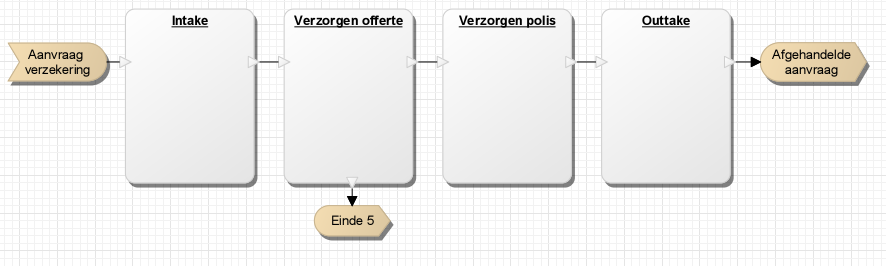 Intake
Verzorgen offerte
Verzorgen polis
Outtake
Aanvraag
verzekering
Afgehandelde
aanvraag
Einde 5